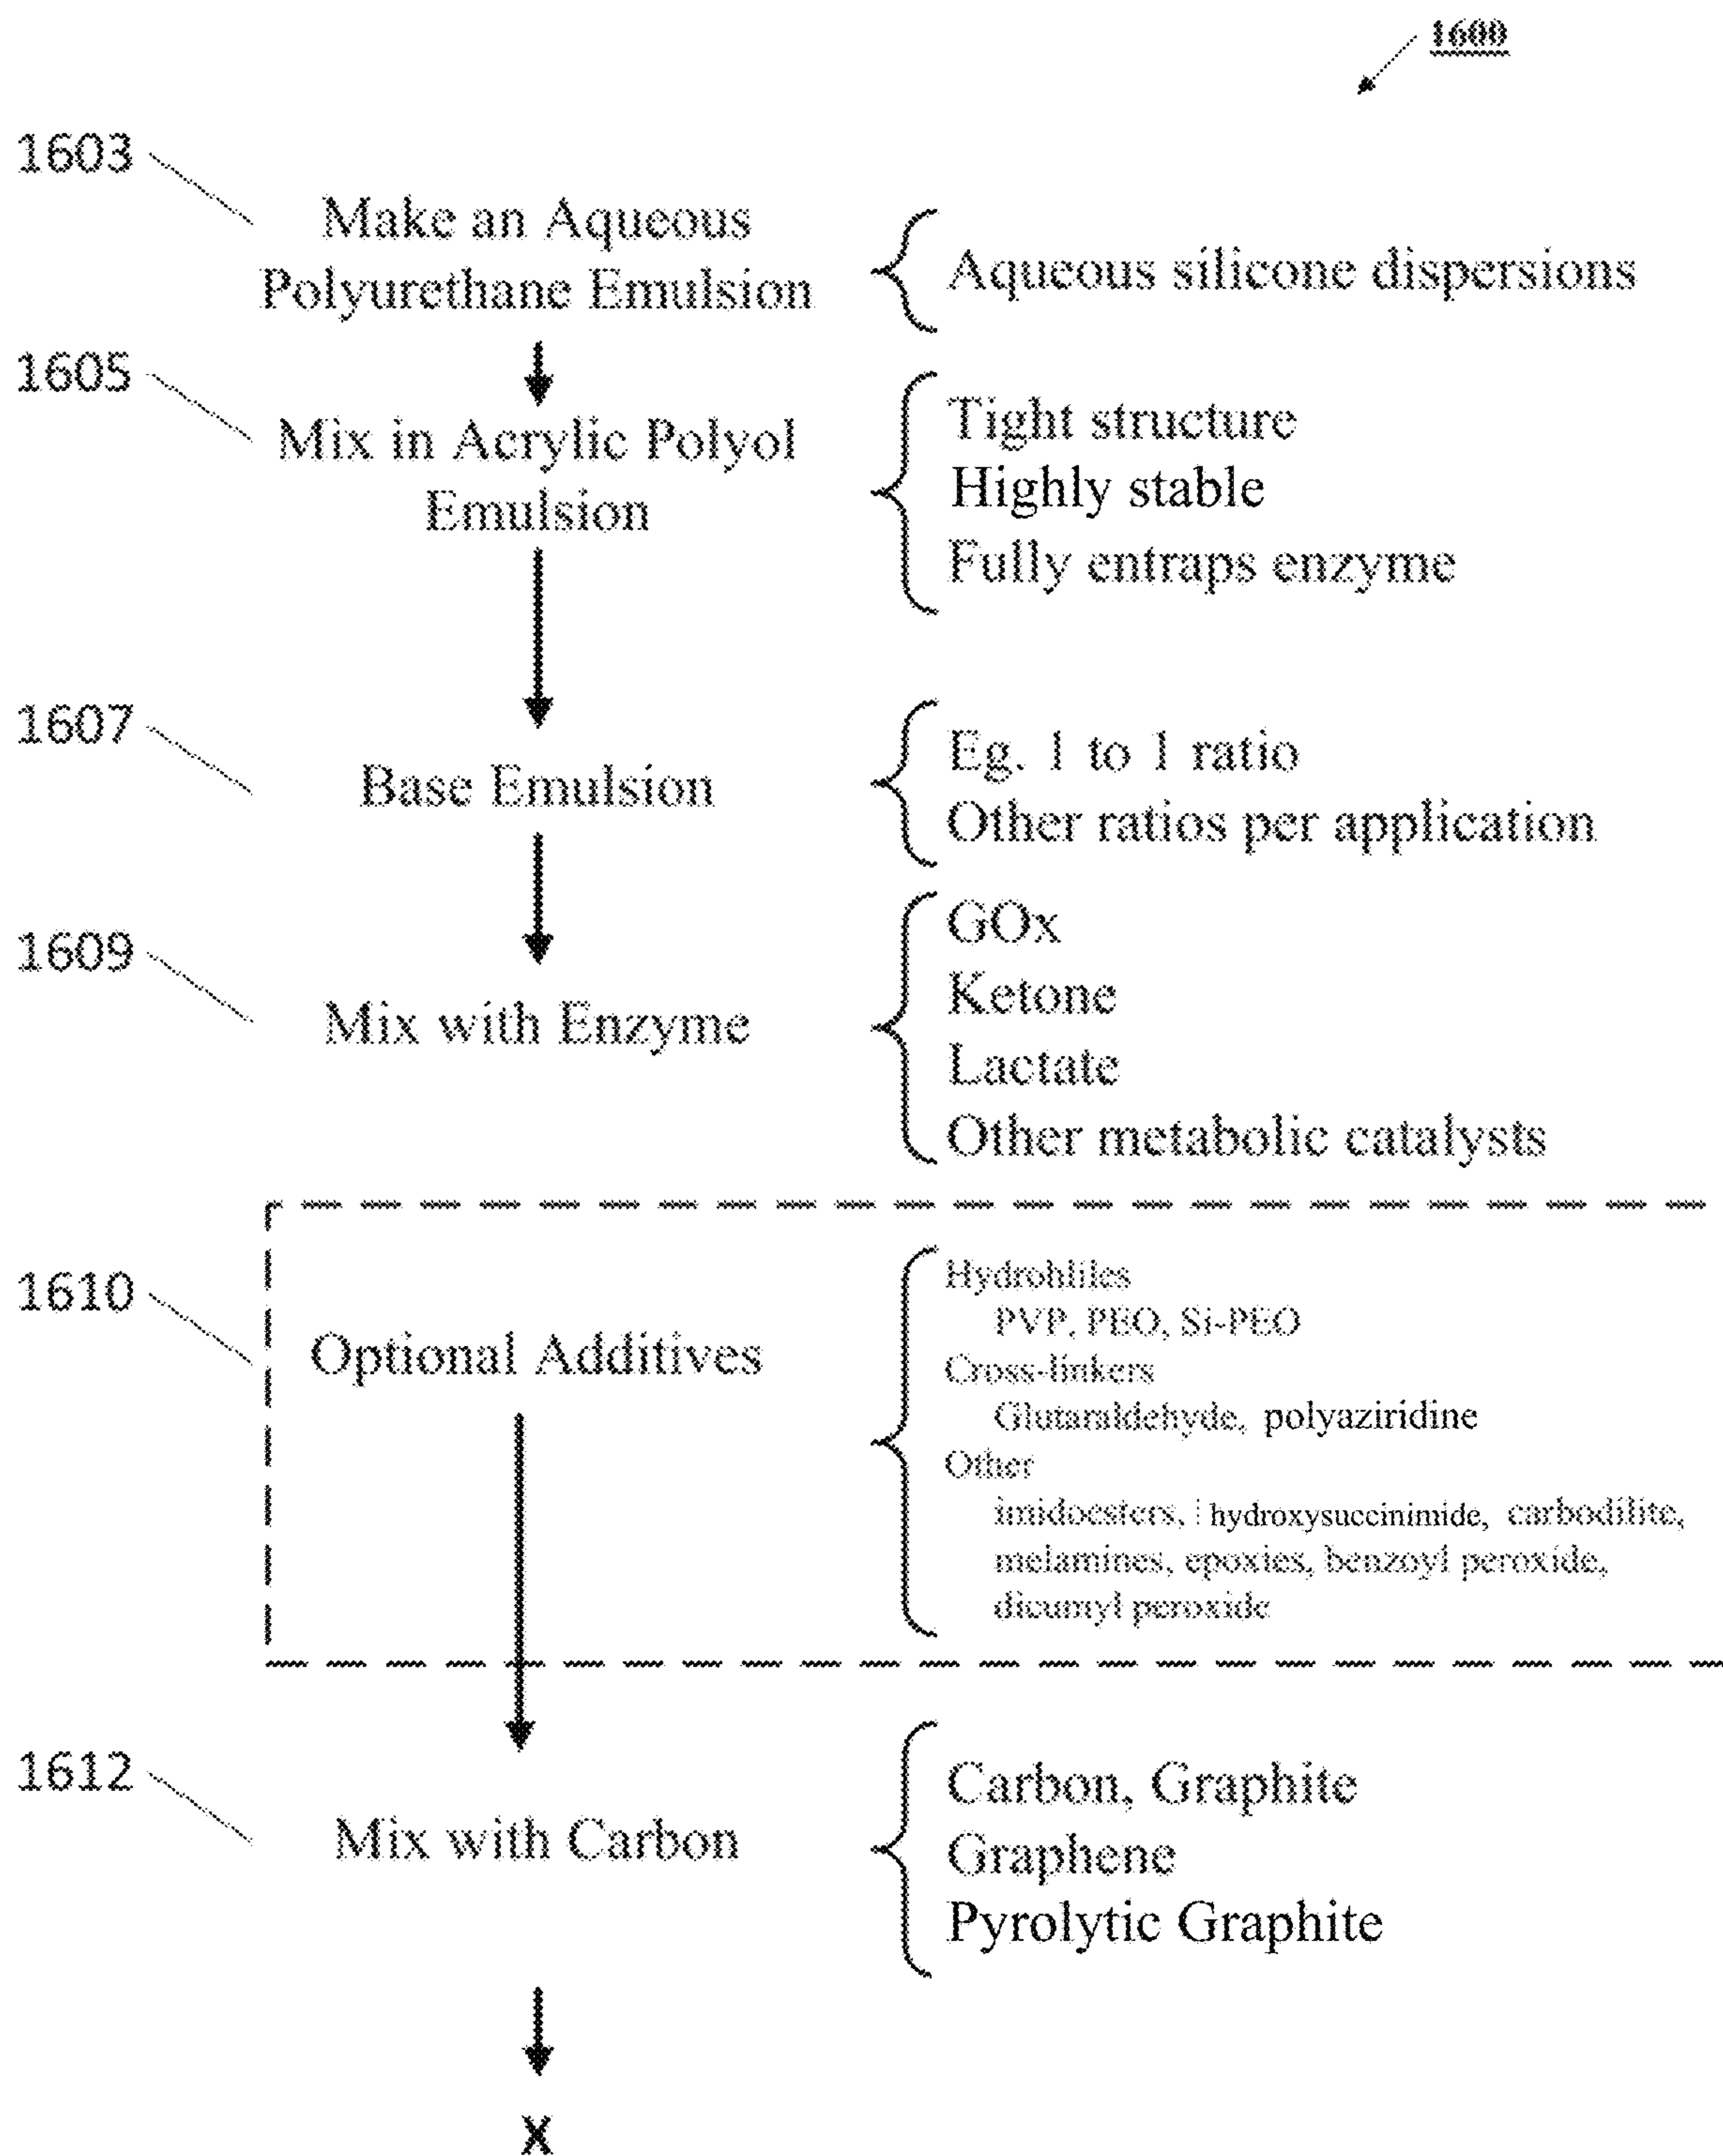 1600
1603
Make an Aqueous
Polyurethane Emulsion
Aqueous silicone dispersions
1605
Mix in Acrylic Polyol
Emulsion
Tight structure
Highly stable
Fully entraps enzyme
1607
Base Emulsion
Eg. 1 to 1 ratio
Other ratios per application
1609
Mix with Enzyme
GOx
Ketone
Lactate
Other metabolic catalysts
1610
Optional Additives
Hydrohliles
PVP, PEO, Si-PEO
Cross-linkers
Glutaraldehyde, polyaziridine
Other
imidoesters, hydroxysuccinimide, carbodilite,
melamines, epoxies, benzoyl peroxide,
dicumyl peroxide
1612
Mix with Carbon
Carbon, Graphite
Graphene
Pyrolytic Graphite
X